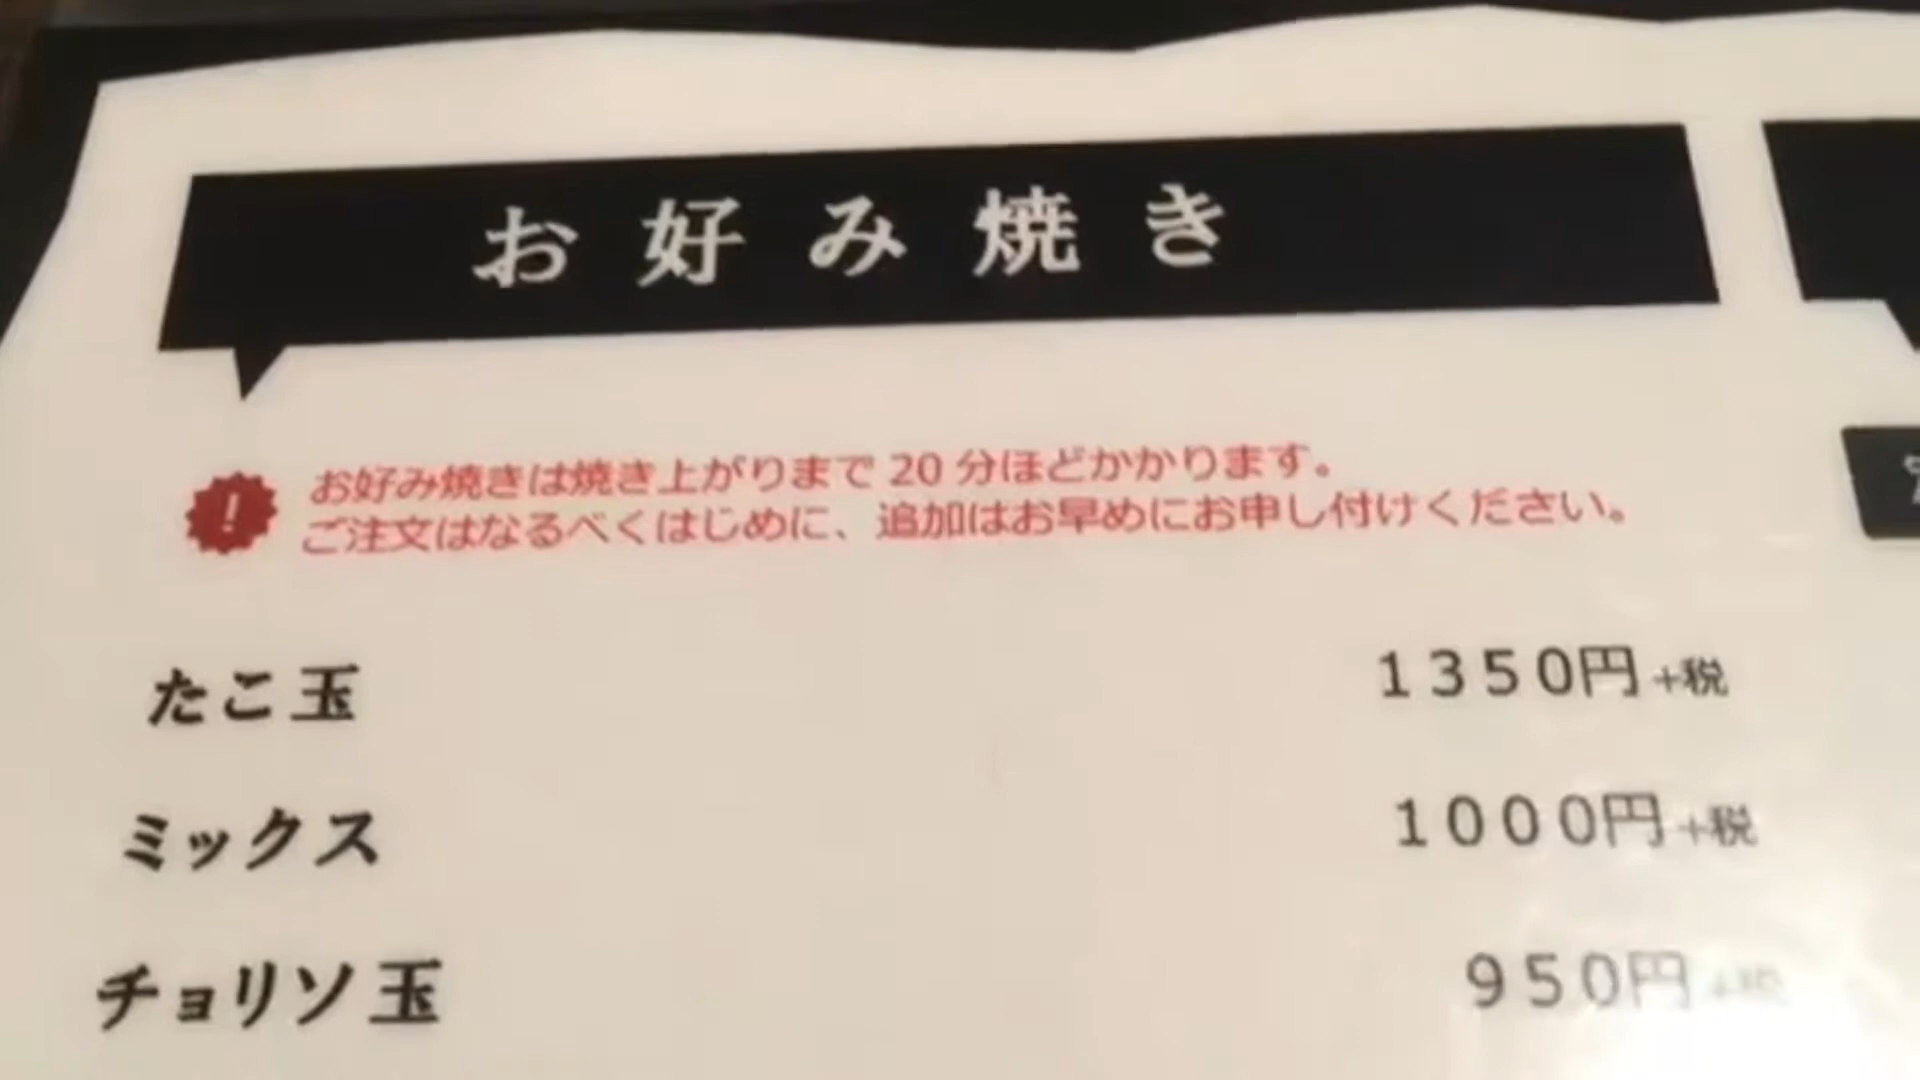 お好み焼き
!
お好み焼きは焼き上がりまで20分ほどかかります。
ご注文はなるべくはじめに、追加はお早めにお申し付けください。
たこ玉 1350円+税
ミックス 1000円+税
チョリソ玉 950円+税